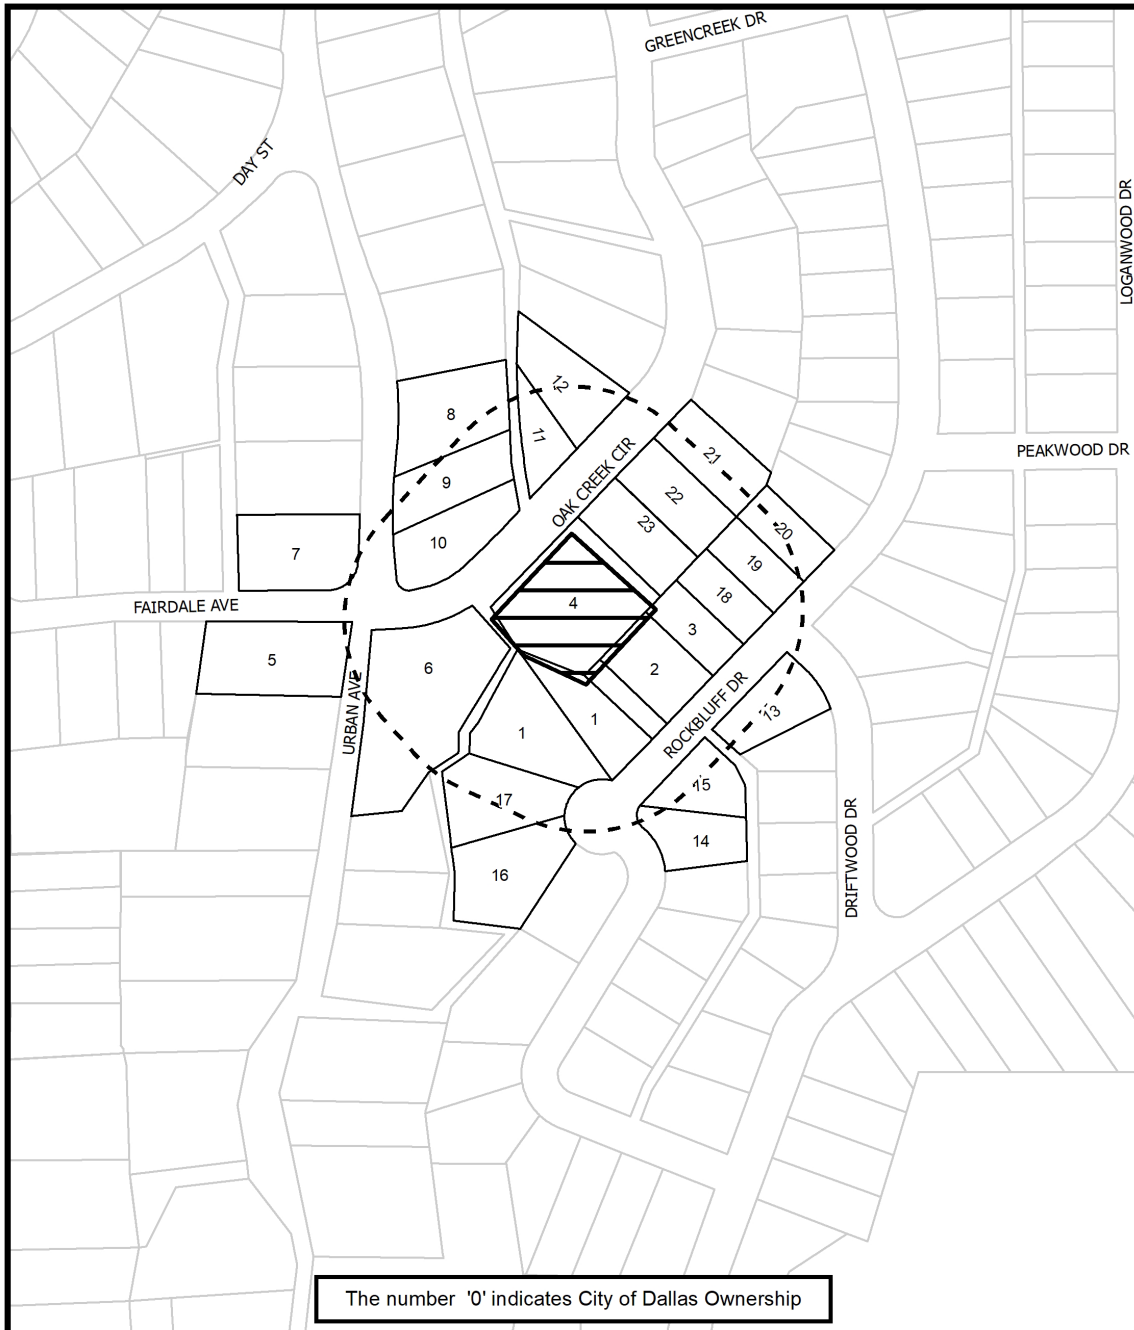 GREENCREEK DR
DAY ST
LOGANWOOD DR
12
8
11
21
PEAKWOOD DR
OAK CREEK CIR
9
22
23
20
10
7
19
18
FAIRDALE AVE
4
3
5
6
2
URBAN AVE
1
1
ROCKBLUFF DR
13
15
17
14
16
DRIFTWOOD DR
The number '0' indicates City of Dallas Ownership